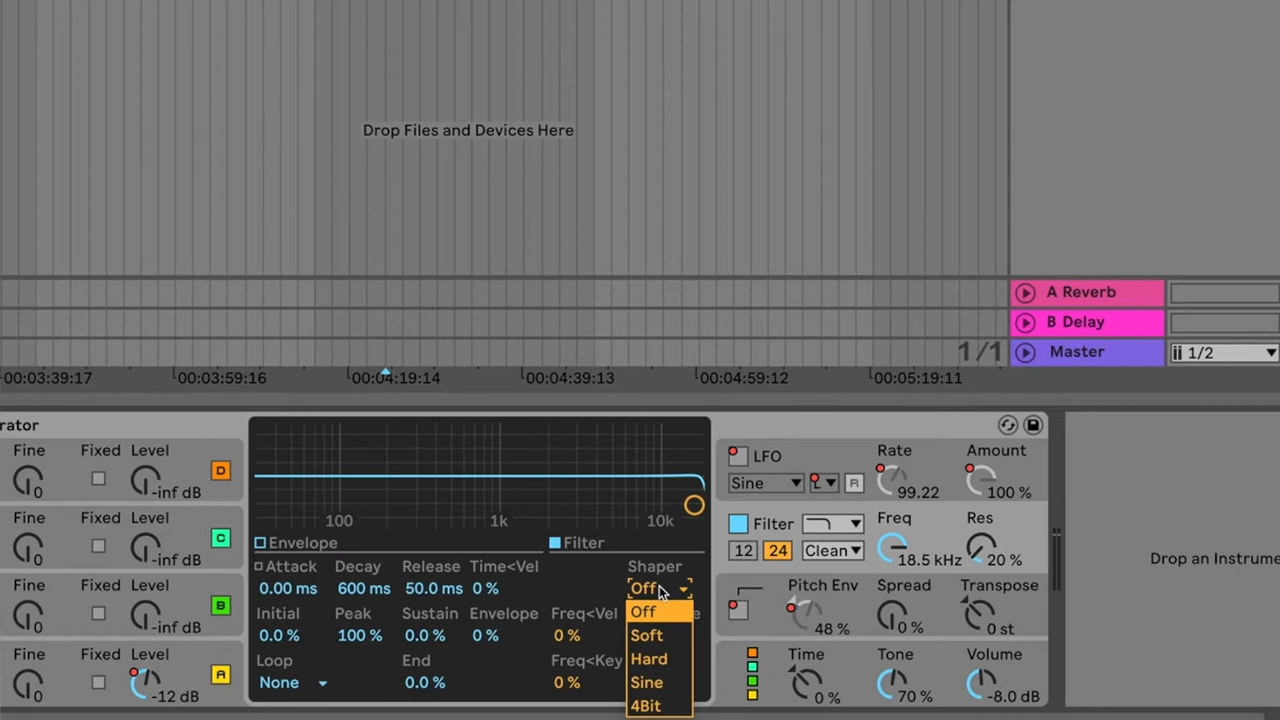 Drop Files and Devices Here
A Reverb
B Delay
1/1
Master
1/2
00:03:39:17
00:03:59:16
00:04:19:14
00:04:39:13
00:04:59:12
00:05:19:11
rator
Fine Fixed Level
0 -inf dB D
Fine Fixed Level
0 -inf dB C
Fine Fixed Level
0 -inf dB B
Fine Fixed Level
0 -12 dB A
100 1k 10k
Envelope Filter
Attack Decay Release Time<Vel Shaper
0.00 ms 600 ms 50.0 ms 0 % Off
Initial Peak Sustain Envelope Freq<Vel
0.0 % 100 % 0.0 % 0 % 0 %
Loop End Freq<Key
None 0.0 % 0 %
Off
Soft
Hard
Sine
4Bit
LFO Rate Amount
Sine L R 99.22 100 %
Filter Freq Res
12 24 Clean 18.5 kHz 20 %
Pitch Env Spread Transpose
48 % 0 % 0 st
Time Tone Volume
0 % 70 % -8.0 dB
Drop an Instrume